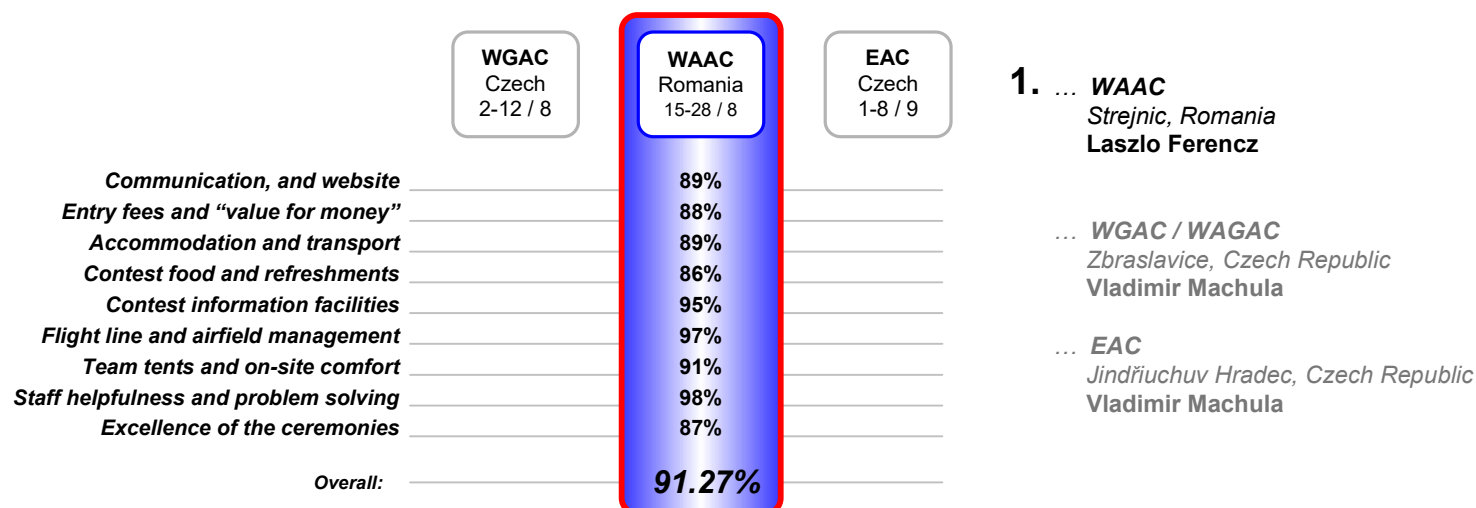 WGAC
Czech
2-12 / 8
WAAC
Romania
15-28 / 8
EAC
Czech
1-8 / 9
Communication, and website 89%
Entry fees and “value for money” 88%
Accommodation and transport 89%
Contest food and refreshments 86%
Contest information facilities 95%
Flight line and airfield management 97%
Team tents and on-site comfort 91%
Staff helpfulness and problem solving 98%
Excellence of the ceremonies 87%
Overall: 91.27%
1. … WAAC
Strejnic, Romania
Laszlo Ferencz
… WGAC / WAGAC
Zbraslavice, Czech Republic
Vladimir Machula
… EAC
Jindřiuchuv Hradec, Czech Republic
Vladimir Machula